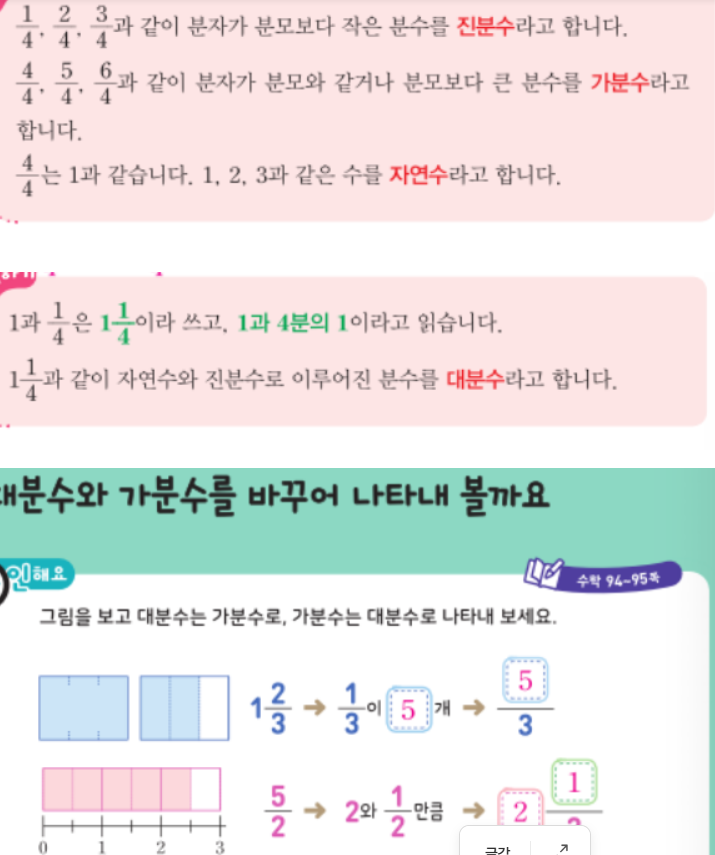 1/4, 2/4, 3/4과 같이 분자가 분모보다 작은 분수를 진분수라고 합니다.
4/4, 5/4, 6/4과 같이 분자가 분모와 같거나 분모보다 큰 분수를 가분수라고
합니다.
4/4는 1과 같습니다. 1, 2, 3과 같은 수를 자연수라고 합니다.
1과 1/4은 1 1/4이라 쓰고, 1과 4분의 1이라고 읽습니다.
1 1/4과 같이 자연수와 진분수로 이루어진 분수를 대분수라고 합니다.
대분수와 가분수를 바꾸어 나타내 볼까요
인해요
수학 94~95쪽
그림을 보고 대분수는 가분수로, 가분수는 대분수로 나타내 보세요.
1 2/3 → 1/3이 5개 → 5/3
5/2 → 2와 1/2만큼 → 2 1
0 1 2 3